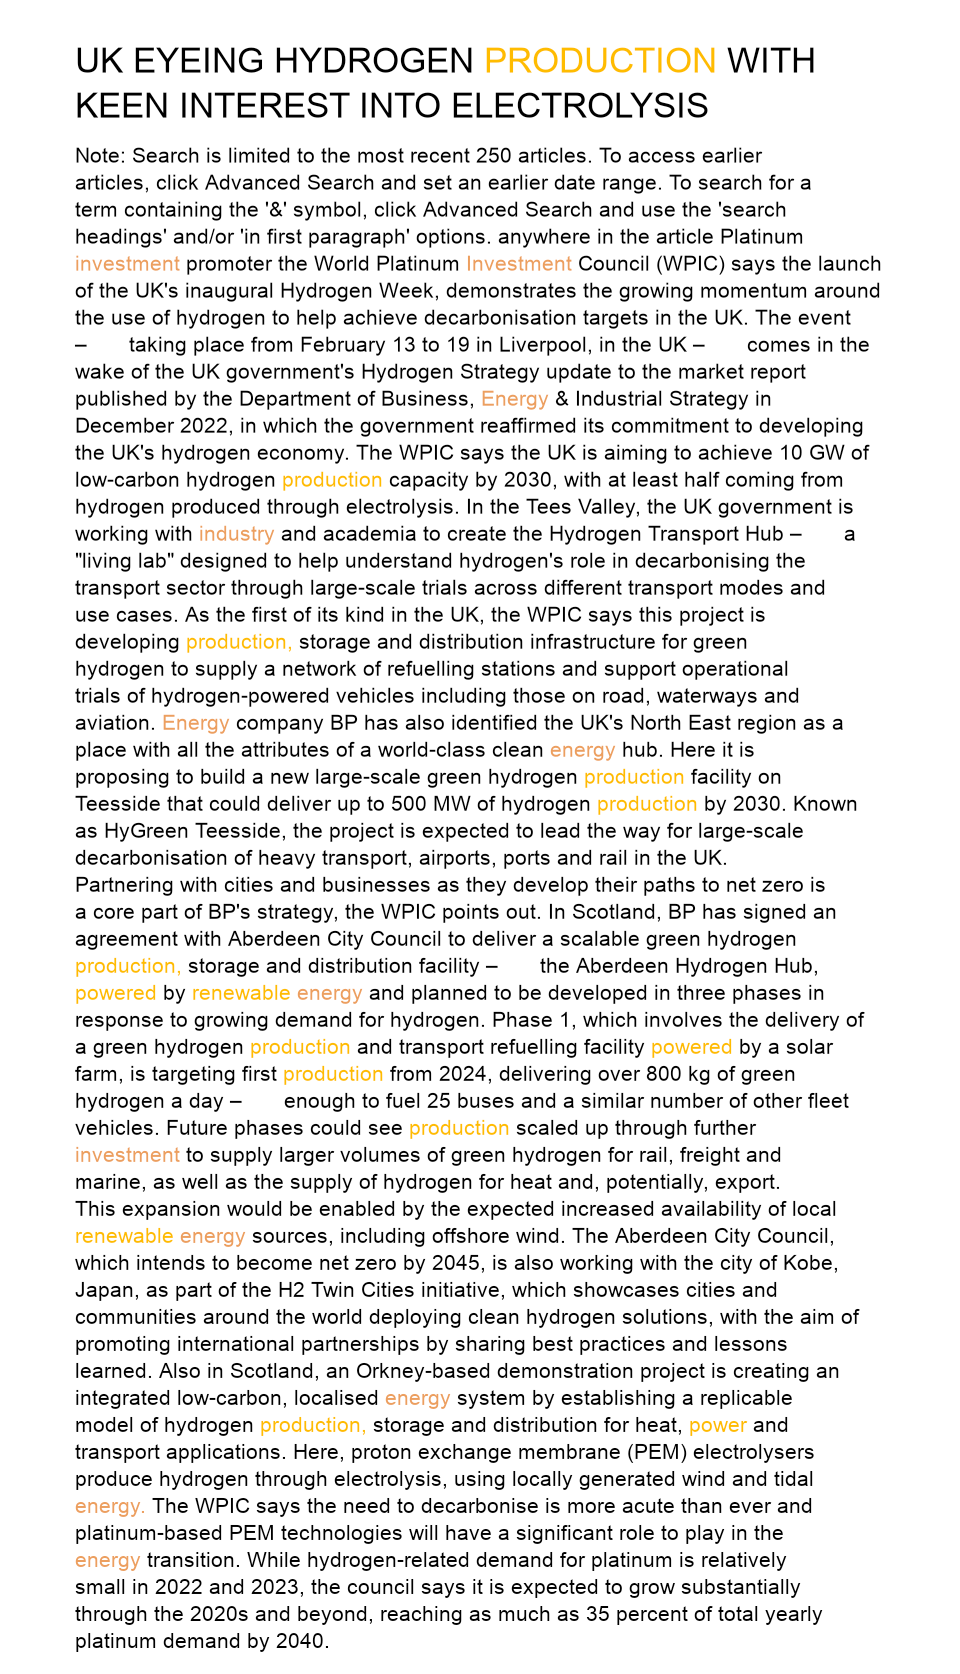 UK EYEING HYDROGEN PRODUCTION WITH
KEEN INTEREST INTO ELECTROLYSIS
Note: Search is limited to the most recent 250 articles. To access earlier
articles, click Advanced Search and set an earlier date range. To search for a
term containing the '&' symbol, click Advanced Search and use the 'search
headings' and/or 'in first paragraph' options. anywhere in the article Platinum
investment promoter the World Platinum Investment Council (WPIC) says the launch
of the UK's inaugural Hydrogen Week, demonstrates the growing momentum around
the use of hydrogen to help achieve decarbonisation targets in the UK. The event
– taking place from February 13 to 19 in Liverpool, in the UK – comes in the
wake of the UK government's Hydrogen Strategy update to the market report
published by the Department of Business, Energy & Industrial Strategy in
December 2022, in which the government reaffirmed its commitment to developing
the UK's hydrogen economy. The WPIC says the UK is aiming to achieve 10 GW of
low-carbon hydrogen production capacity by 2030, with at least half coming from
hydrogen produced through electrolysis. In the Tees Valley, the UK government is
working with industry and academia to create the Hydrogen Transport Hub – a
"living lab" designed to help understand hydrogen's role in decarbonising the
transport sector through large-scale trials across different transport modes and
use cases. As the first of its kind in the UK, the WPIC says this project is
developing production, storage and distribution infrastructure for green
hydrogen to supply a network of refuelling stations and support operational
trials of hydrogen-powered vehicles including those on road, waterways and
aviation. Energy company BP has also identified the UK's North East region as a
place with all the attributes of a world-class clean energy hub. Here it is
proposing to build a new large-scale green hydrogen production facility on
Teesside that could deliver up to 500 MW of hydrogen production by 2030. Known
as HyGreen Teesside, the project is expected to lead the way for large-scale
decarbonisation of heavy transport, airports, ports and rail in the UK.
Partnering with cities and businesses as they develop their paths to net zero is
a core part of BP's strategy, the WPIC points out. In Scotland, BP has signed an
agreement with Aberdeen City Council to deliver a scalable green hydrogen
production, storage and distribution facility – the Aberdeen Hydrogen Hub,
powered by renewable energy and planned to be developed in three phases in
response to growing demand for hydrogen. Phase 1, which involves the delivery of
a green hydrogen production and transport refuelling facility powered by a solar
farm, is targeting first production from 2024, delivering over 800 kg of green
hydrogen a day – enough to fuel 25 buses and a similar number of other fleet
vehicles. Future phases could see production scaled up through further
investment to supply larger volumes of green hydrogen for rail, freight and
marine, as well as the supply of hydrogen for heat and, potentially, export.
This expansion would be enabled by the expected increased availability of local
renewable energy sources, including offshore wind. The Aberdeen City Council,
which intends to become net zero by 2045, is also working with the city of Kobe,
Japan, as part of the H2 Twin Cities initiative, which showcases cities and
communities around the world deploying clean hydrogen solutions, with the aim of
promoting international partnerships by sharing best practices and lessons
learned. Also in Scotland, an Orkney-based demonstration project is creating an
integrated low-carbon, localised energy system by establishing a replicable
model of hydrogen production, storage and distribution for heat, power and
transport applications. Here, proton exchange membrane (PEM) electrolysers
produce hydrogen through electrolysis, using locally generated wind and tidal
energy. The WPIC says the need to decarbonise is more acute than ever and
platinum-based PEM technologies will have a significant role to play in the
energy transition. While hydrogen-related demand for platinum is relatively
small in 2022 and 2023, the council says it is expected to grow substantially
through the 2020s and beyond, reaching as much as 35 percent of total yearly
platinum demand by 2040.